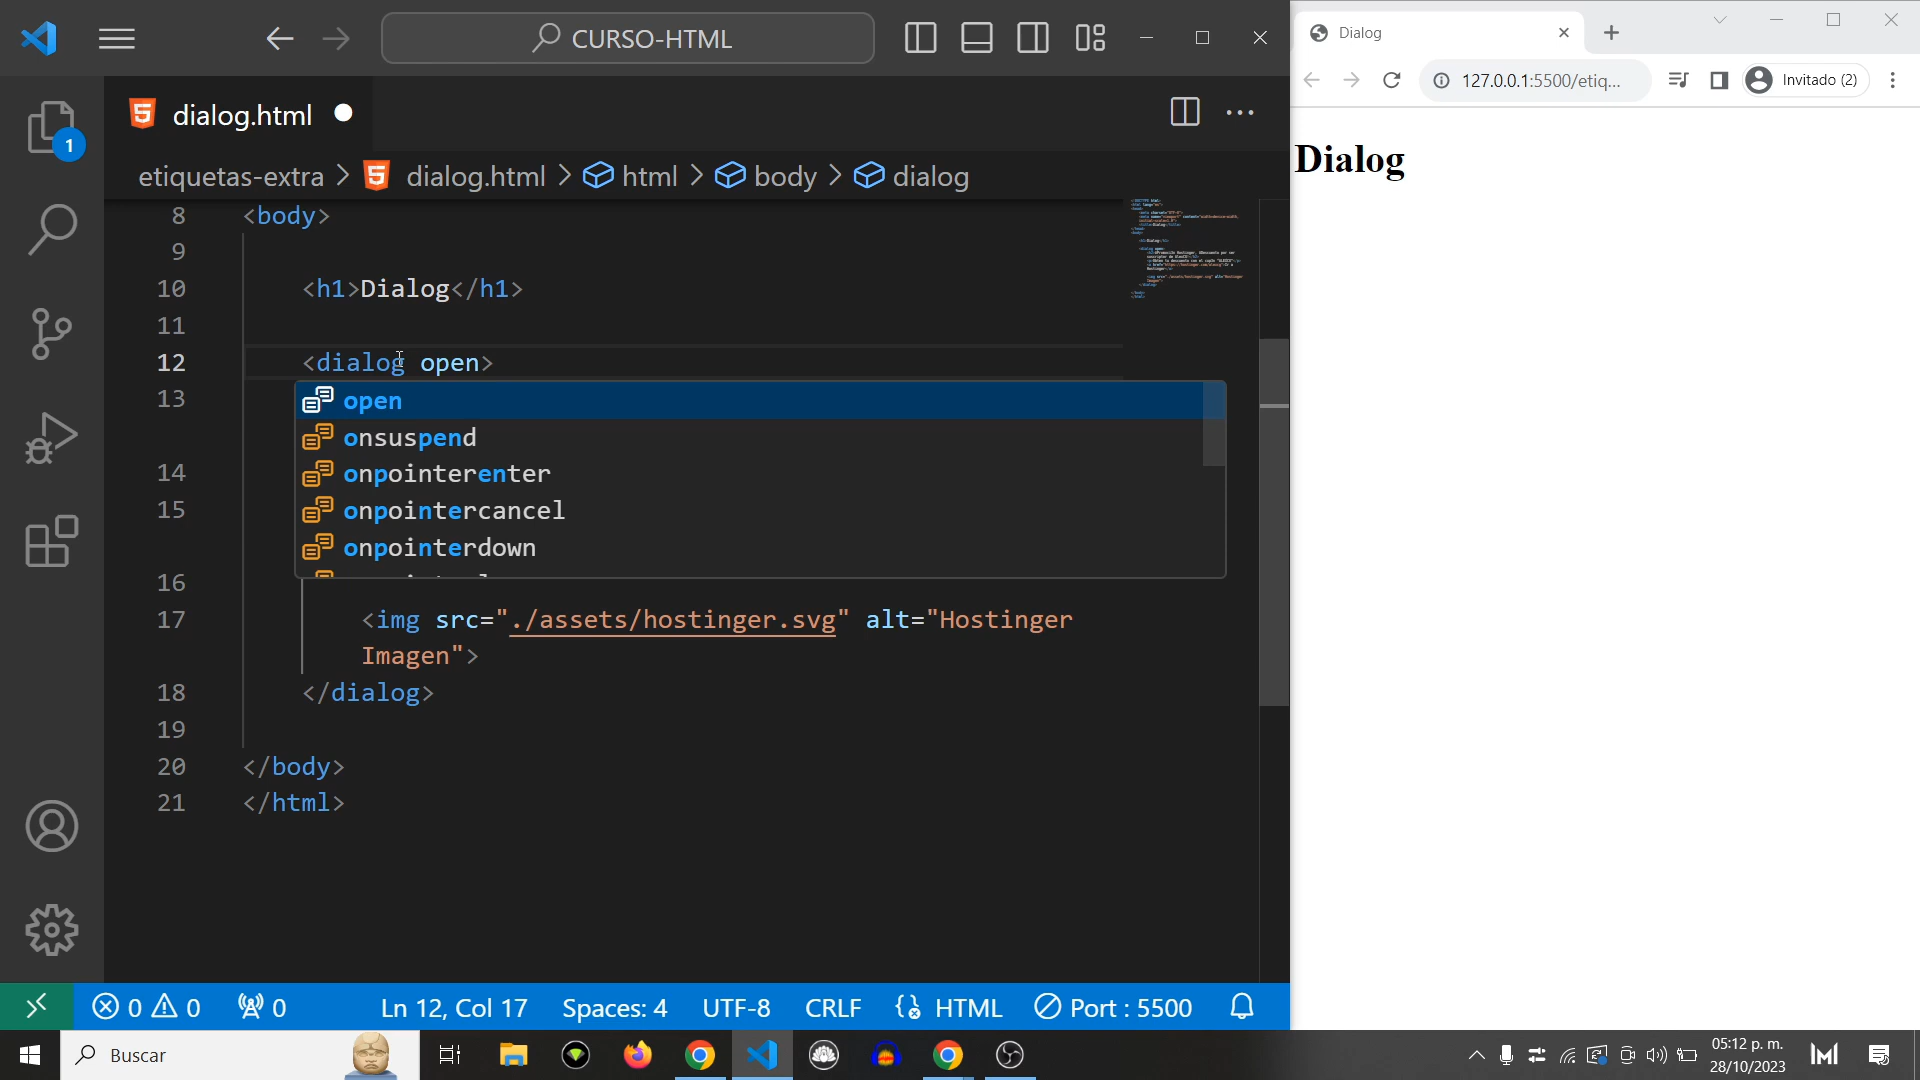 CURSO-HTML
dialog.html
1
etiquetas-extra > dialog.html > html > body > dialog
8 <body>
9
10 <h1>Dialog</h1>
11
12 <dialog open>
13
open
onsuspend
onpointerenter
onpointercancel
onpointerdown
14
15
16
17 <img src="./assets/hostinger.svg" alt="Hostinger
Imagen">
18 </dialog>
19
20 </body>
21 </html>
0 0 0 Ln 12, Col 17 Spaces: 4 UTF-8 CRLF HTML Port : 5500
Dialog
127.0.0.1:5500/etiq... Invitado (2)
Dialog
Buscar
05:12 p. m.
28/10/2023